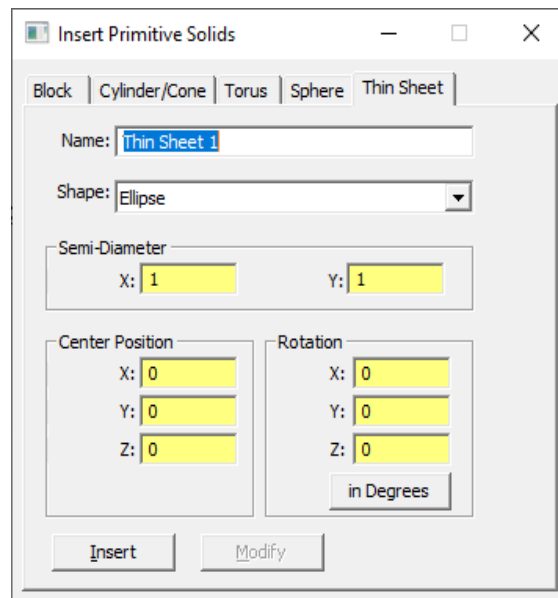 Insert Primitive Solids
Block Cylinder/Cone Torus Sphere Thin Sheet
Name: Thin Sheet 1
Shape: Ellipse
Semi-Diameter
X: 1 Y: 1
Center Position Rotation
X: 0 X: 0
Y: 0 Y: 0
Z: 0 Z: 0
in Degrees
Insert Modify